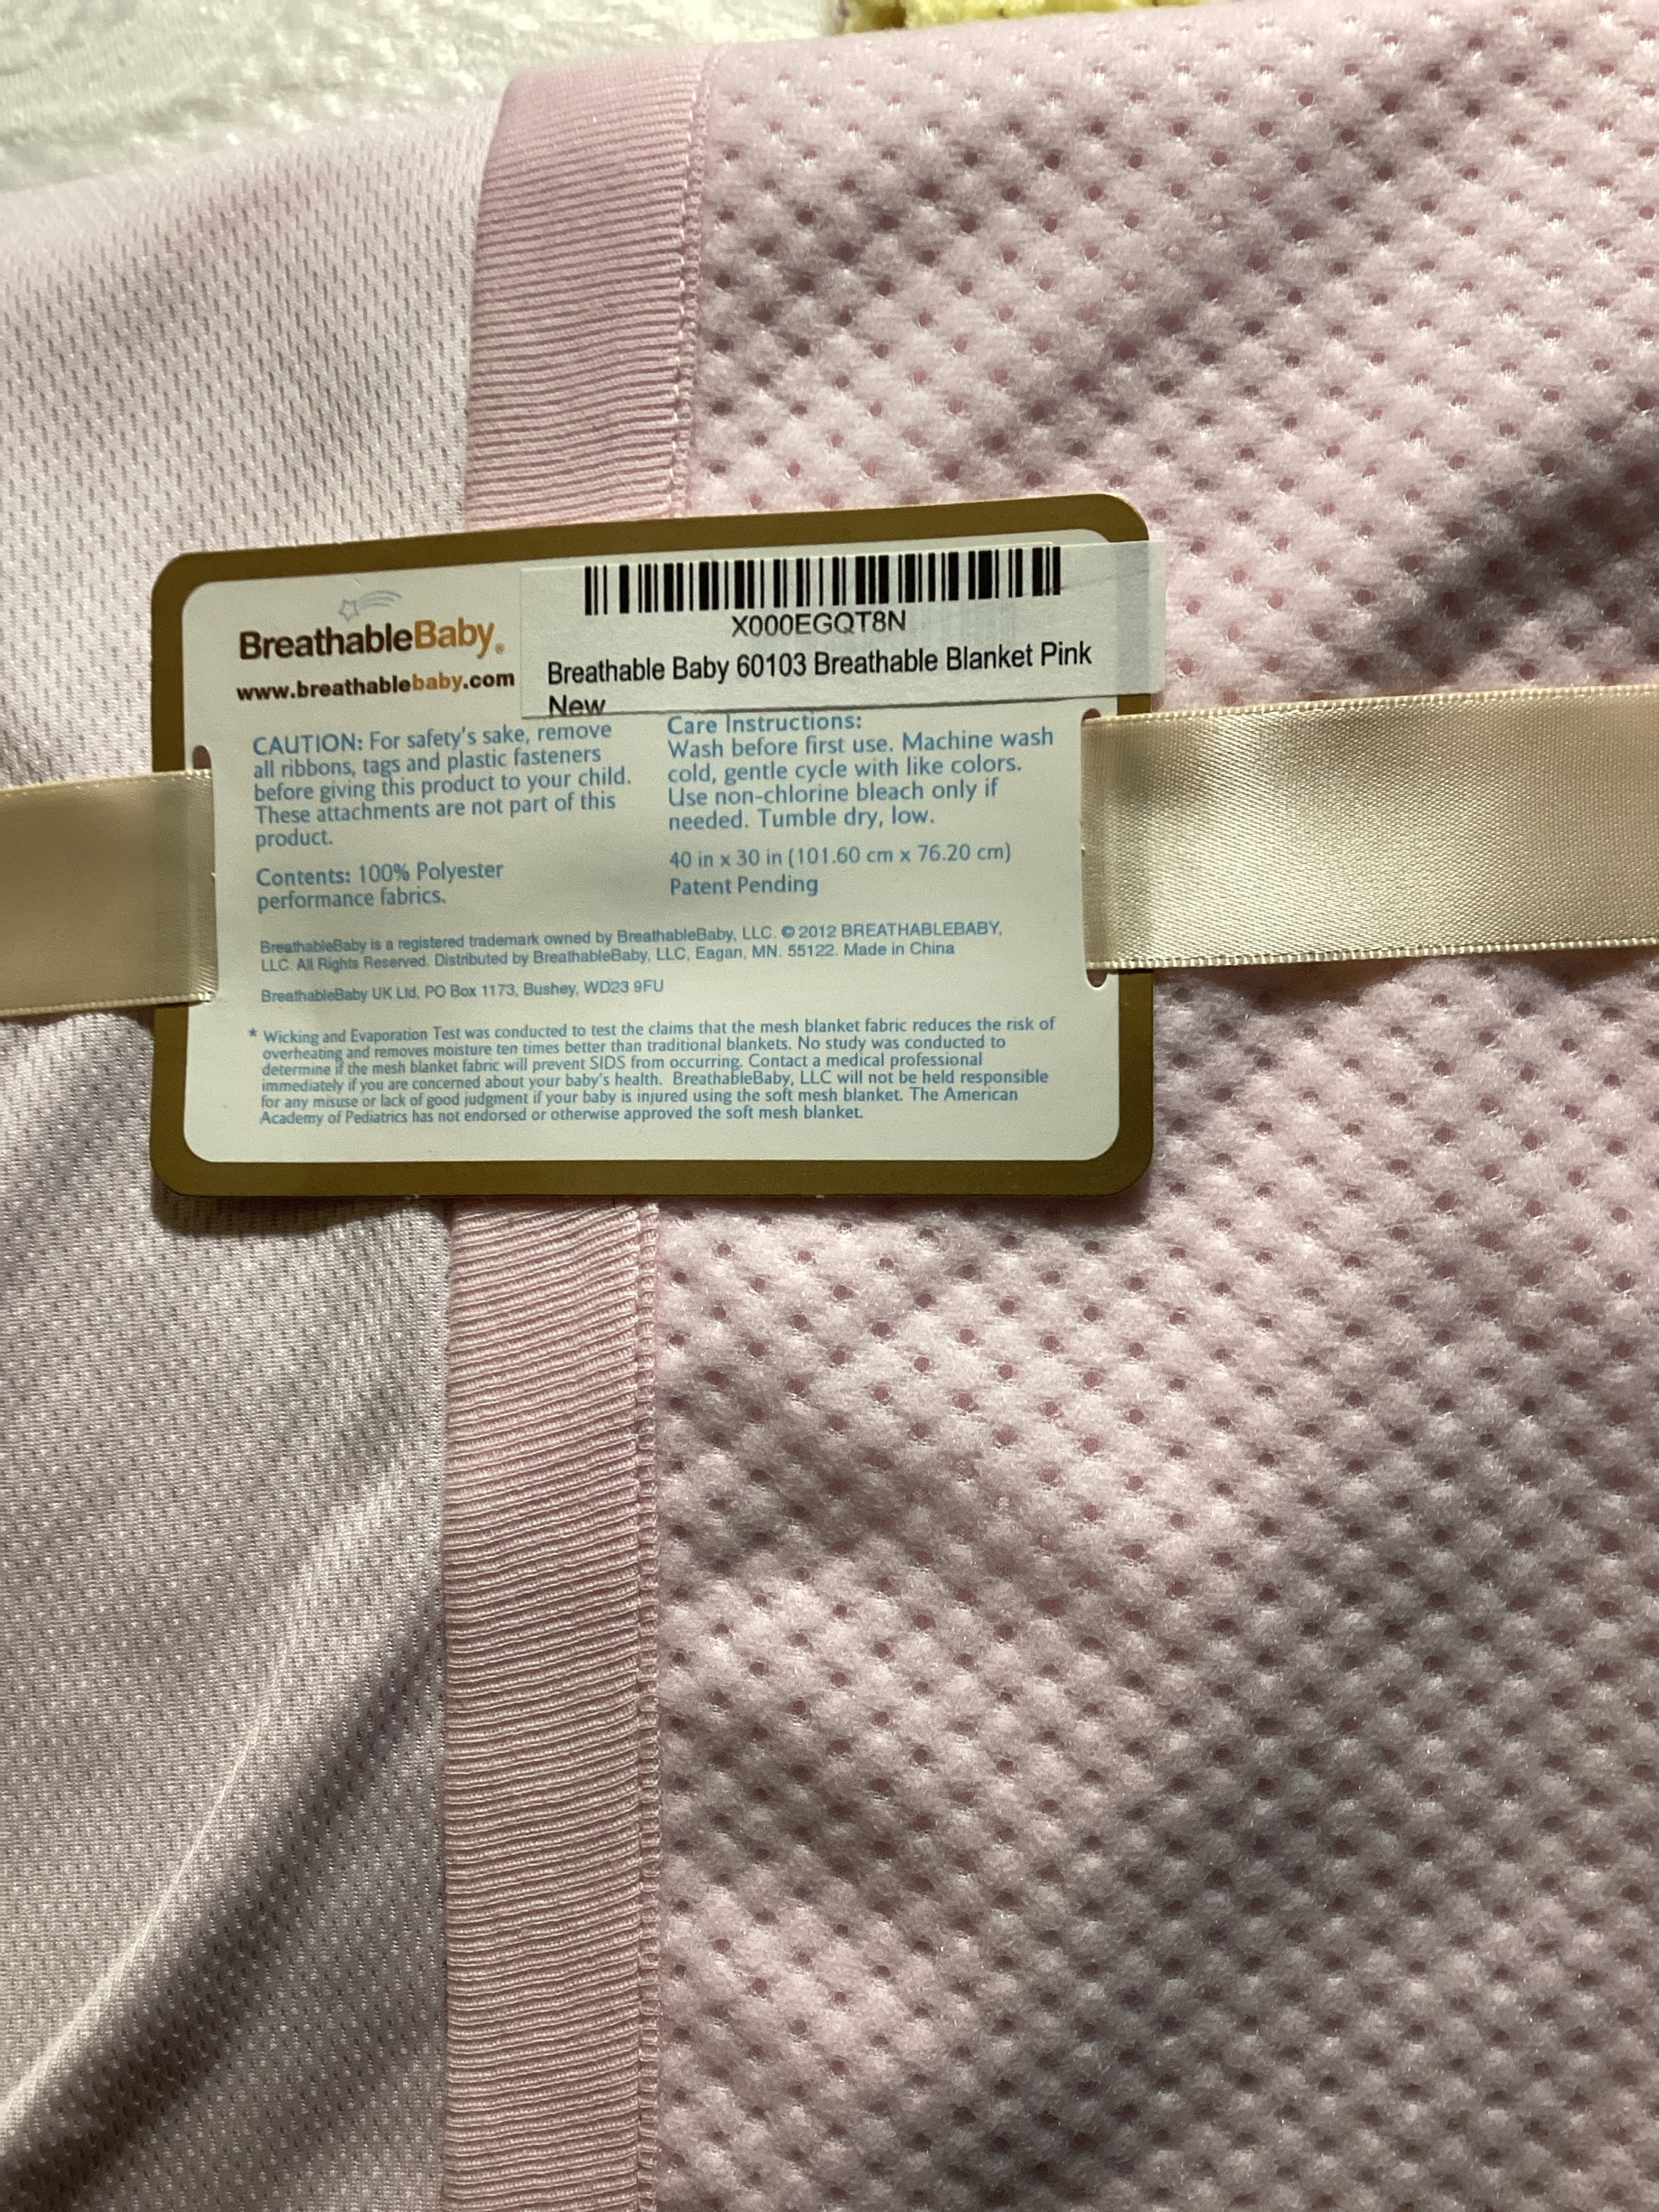 X000EGQT8N
Breathable Baby 60103 Breathable Blanket Pink
New
BreathableBaby®
www.breathablebaby.com
CAUTION: For safety's sake, remove
all ribbons, tags and plastic fasteners
before giving this product to your child.
These attachments are not part of this
product.
Contents: 100% Polyester
performance fabrics.
Care Instructions:
Wash before first use. Machine wash
cold, gentle cycle with like colors.
Use non-chlorine bleach only if
needed. Tumble dry, low.
40 in x 30 in (101.60 cm x 76.20 cm)
Patent Pending
BreathableBaby is a registered trademark owned by BreathableBaby, LLC. © 2012 BREATHABLEBABY,
LLC. All Rights Reserved. Distributed by BreathableBaby, LLC, Eagan, MN. 55122. Made in China
BreathableBaby UK Ltd, PO Box 1173, Bushey, WD23 9FU
* Wicking and Evaporation Test was conducted to test the claims that the mesh blanket fabric reduces the risk of
overheating and removes moisture ten times better than traditional blankets. No study was conducted to
determine if the mesh blanket fabric will prevent SIDS from occurring. Contact a medical professional
immediately if you are concerned about your baby's health. BreathableBaby, LLC will not be held responsible
for any misuse or lack of good judgment if your baby is injured using the soft mesh blanket. The American
Academy of Pediatrics has not endorsed or otherwise approved the soft mesh blanket.